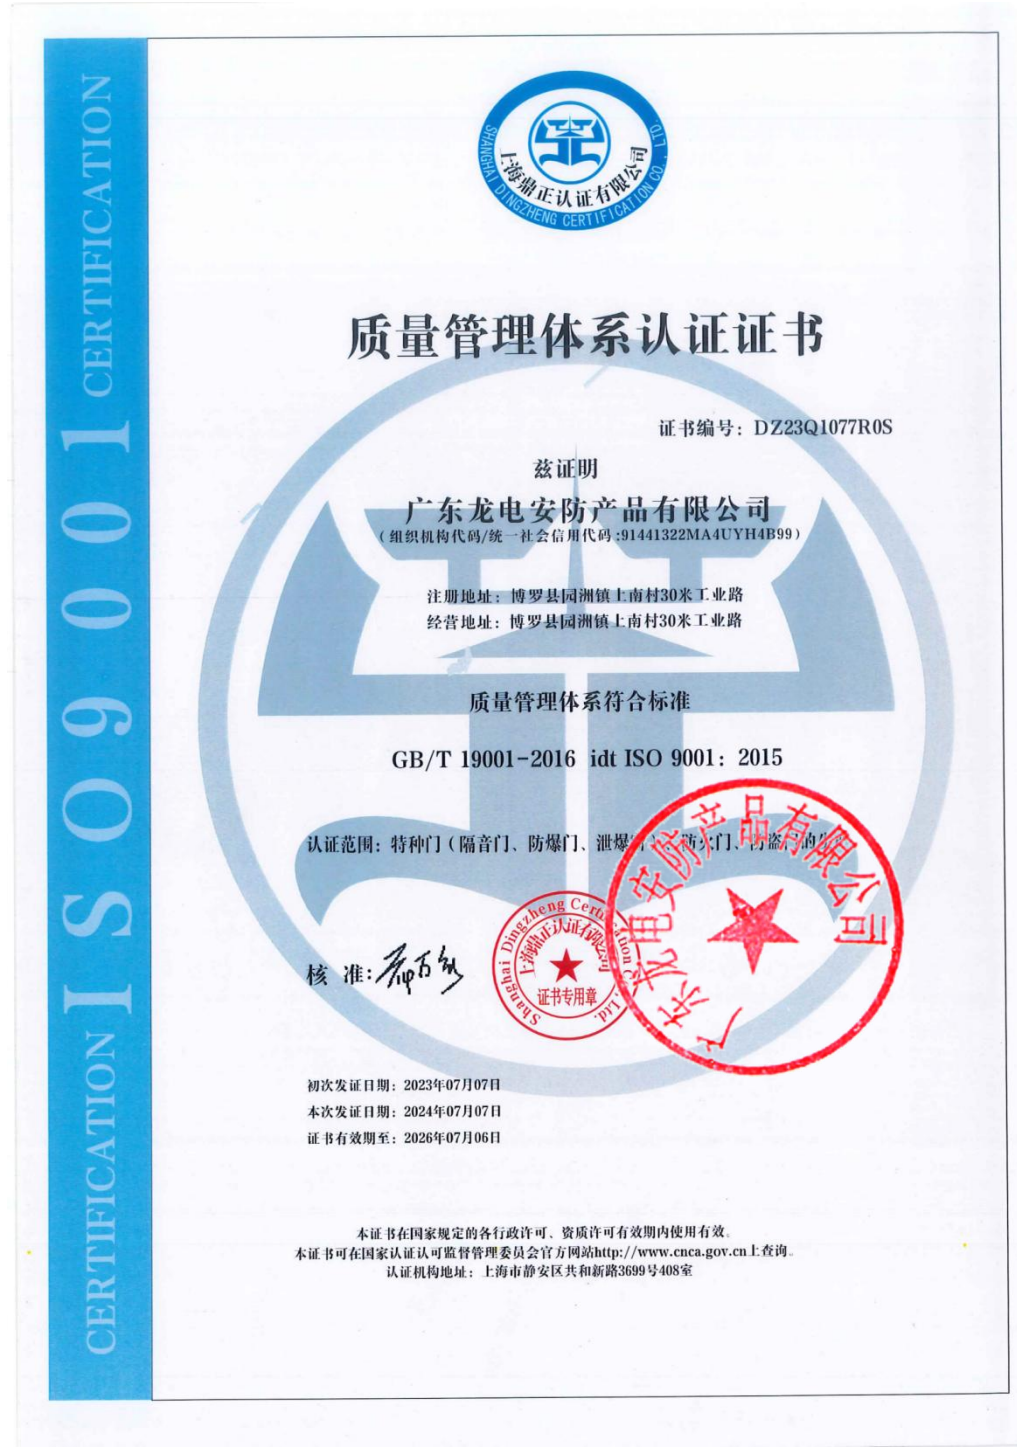 ISO9001 CERTIFICATION
CERTIFICATION
上海鼎正认证有限公司
SHANGHAI DINGZHENG CERTIFICATION CO., LTD.
质量管理体系认证证书
证书编号：DZ23Q1077R0S
兹证明
广东龙电安防产品有限公司
（组织机构代码/统一社会信用代码:91441322MA4UYH4B99）
注册地址：博罗县园洲镇上南村30米工业路
经营地址：博罗县园洲镇上南村30米工业路
质量管理体系符合标准
GB/T 19001-2016 idt ISO 9001：2015
认证范围：特种门（隔音门、防爆门、泄爆
防火门、
广东龙电安防产品有限公司
Shanghai Dingzheng Certification Co., Ltd.
上海鼎正认证有限公司
证书专用章
核 准:
初次发证日期：2023年07月07日
本次发证日期：2024年07月07日
证书有效期至：2026年07月06日
本证书在国家规定的各行政许可、资质许可有效期内使用有效。
本证书可在国家认证认可监督管理委员会官方网站http://www.cnca.gov.cn上查询。
认证机构地址：上海市静安区共和新路3699号408室